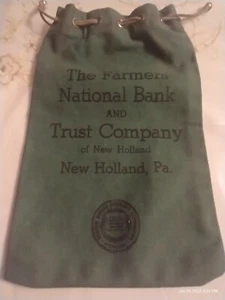 The Farmers
National Bank
AND
Trust Company
of New Holland
New Holland, Pa.